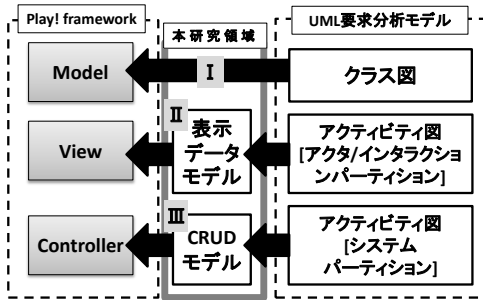 Play! framework
本研究領域
UML要求分析モデル
Model
Ⅰ
クラス図
Ⅱ
View
表示
データ
モデル
アクティビティ図
[アクタ/インタラクショ
ンパーティション]
Ⅲ
Controller
CRUD
モデル
アクティビティ図
[システム
パーティション]